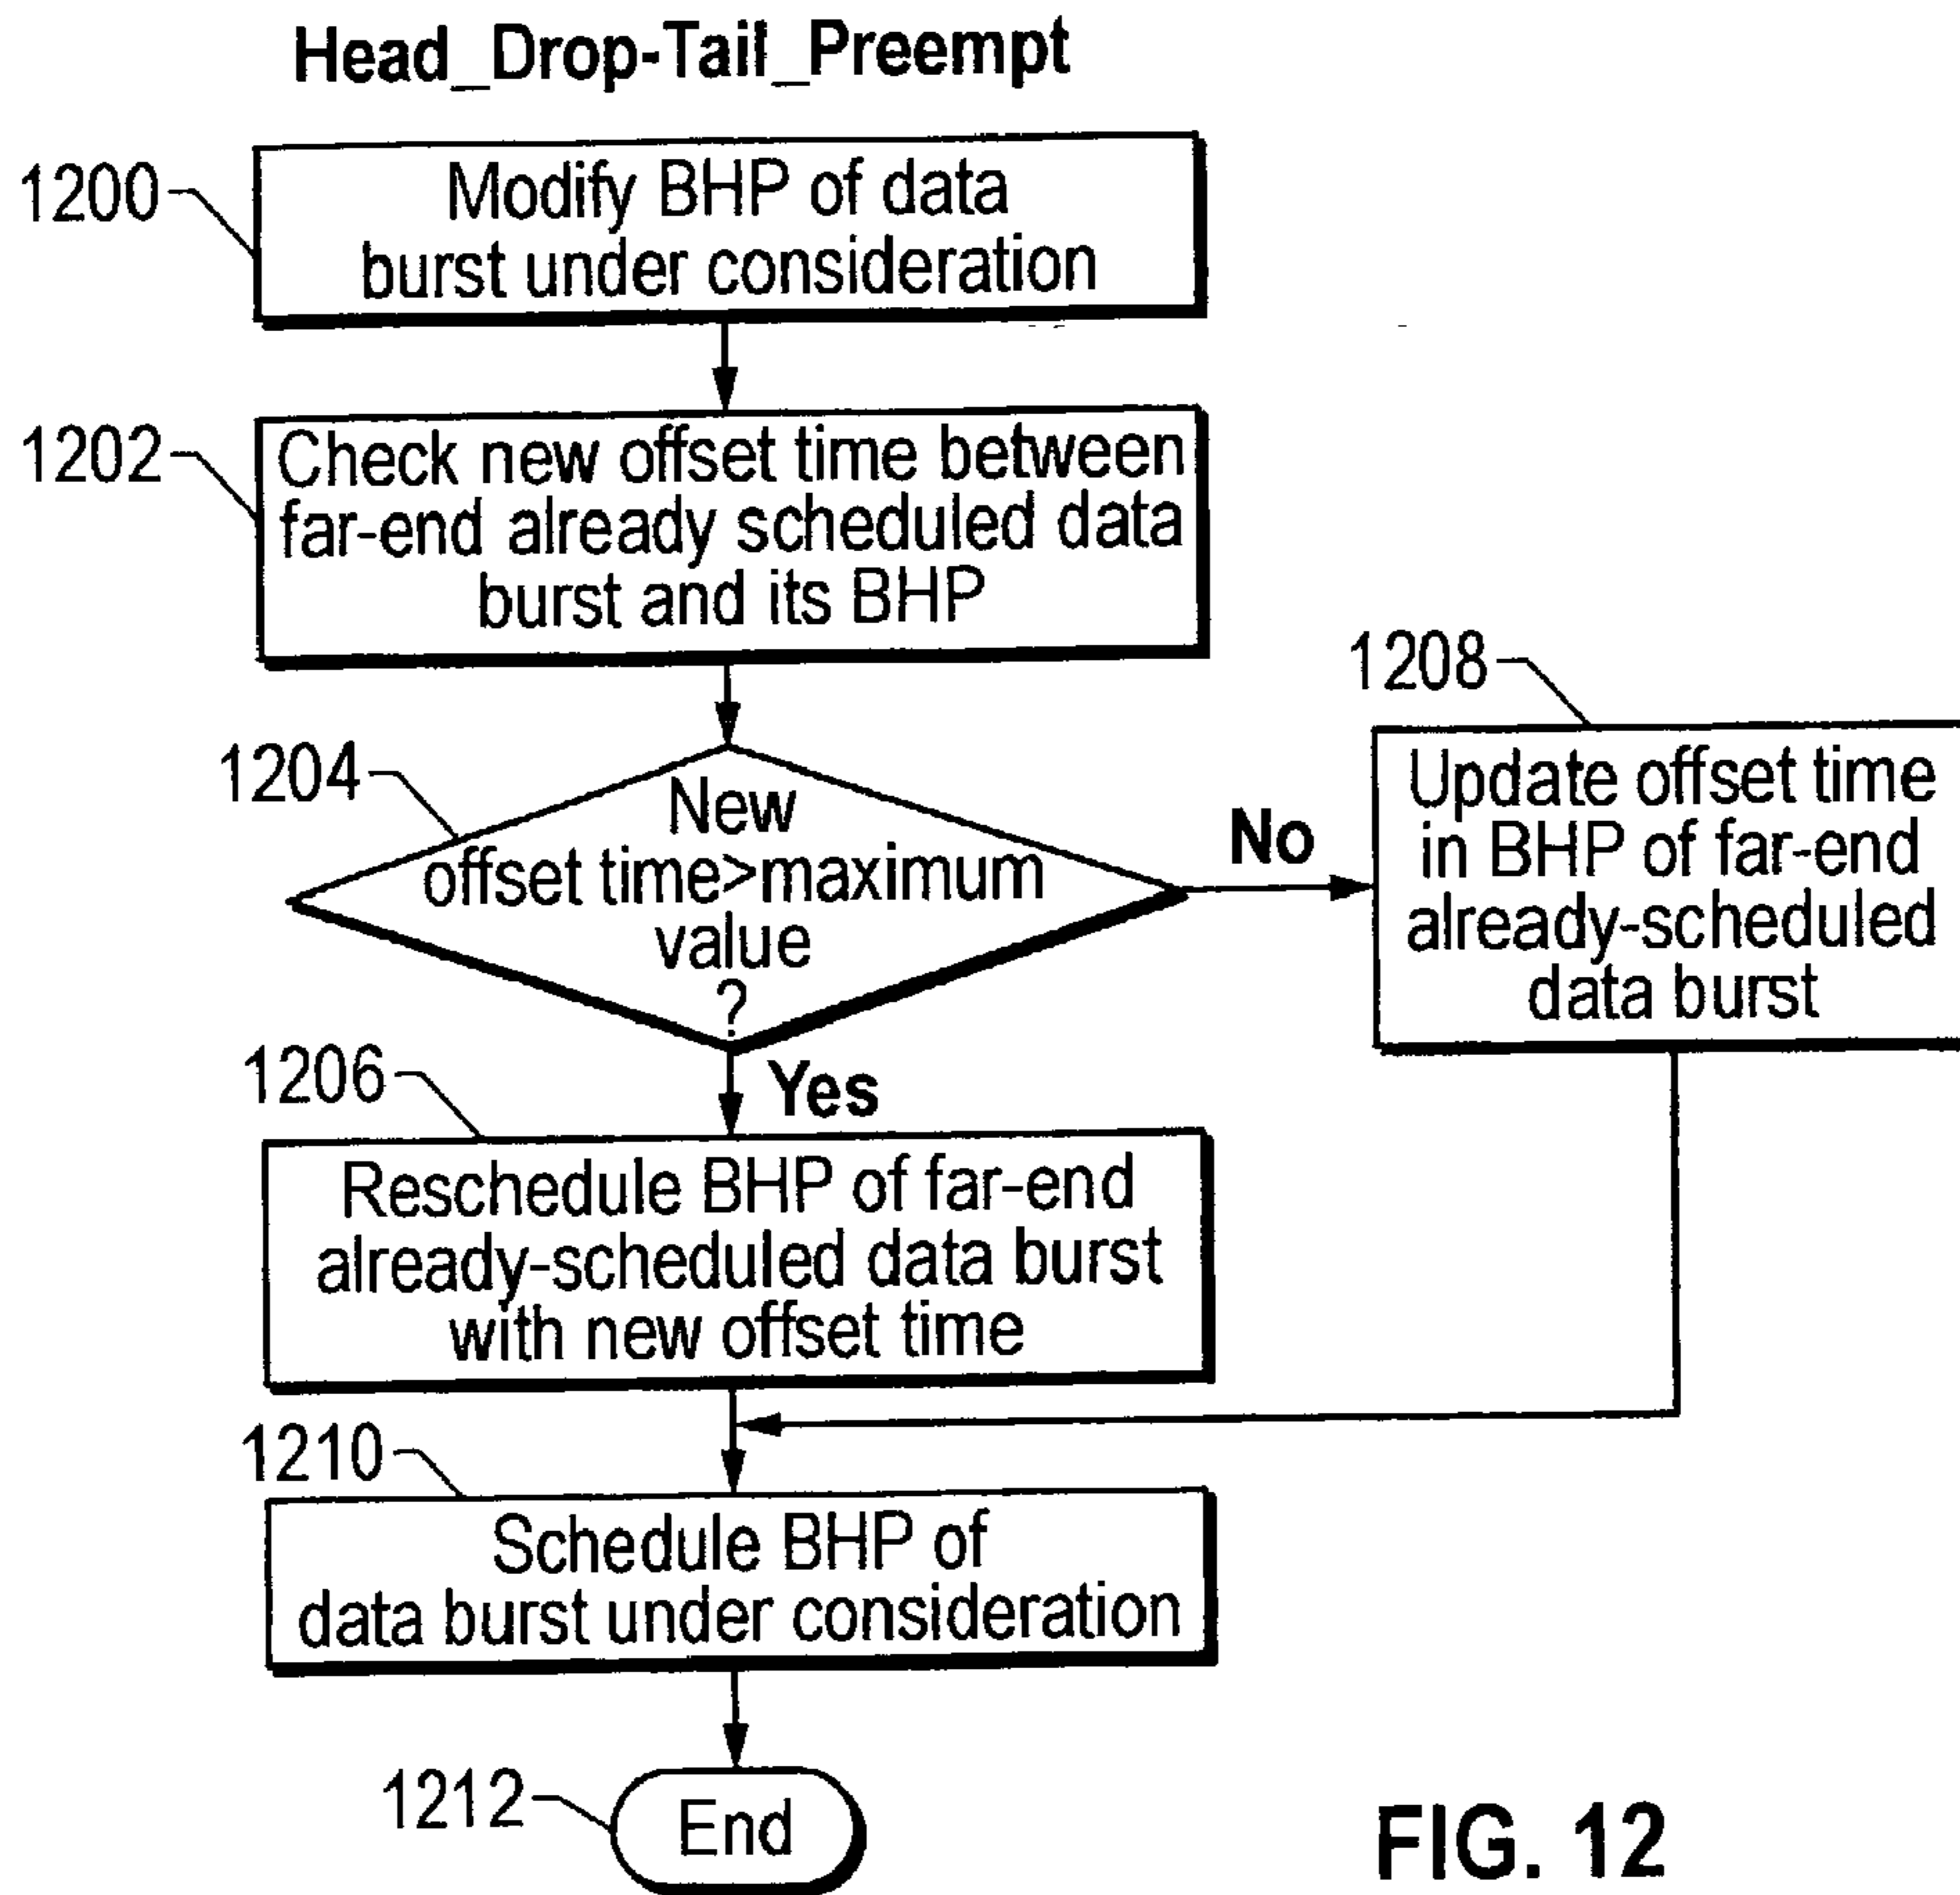 Head_Drop-Tail_Preempt
1200
Modify BHP of data
burst under consideration
1202
Check new offset time between
far-end already scheduled data
burst and its BHP
1204
New
offset time>maximum
value
?
No
1208
Update offset time
in BHP of far-end
already-scheduled
data burst
Yes
1206
Reschedule BHP of far-end
already-scheduled data burst
with new offset time
1210
Schedule BHP of
data burst under consideration
1212
End
FIG. 12